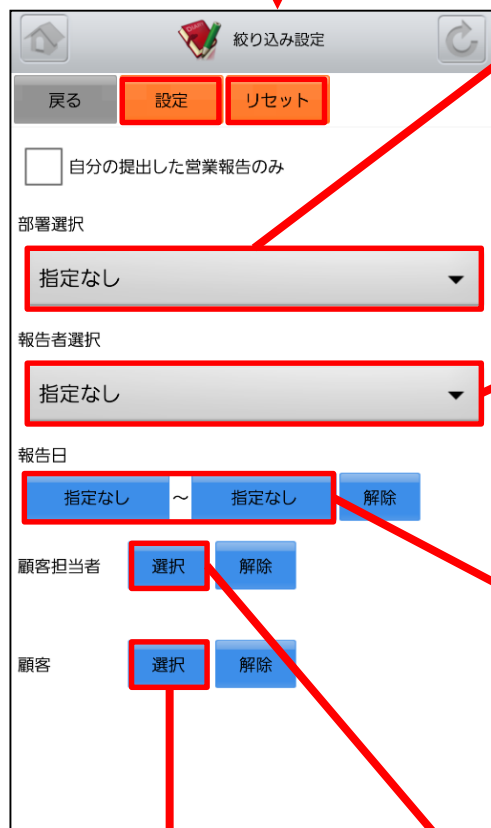 絞り込み設定
戻る 設定 リセット
自分の提出した営業報告のみ
部署選択
指定なし
報告者選択
指定なし
報告日
指定なし ～ 指定なし 解除
顧客担当者 選択 解除
顧客 選択 解除